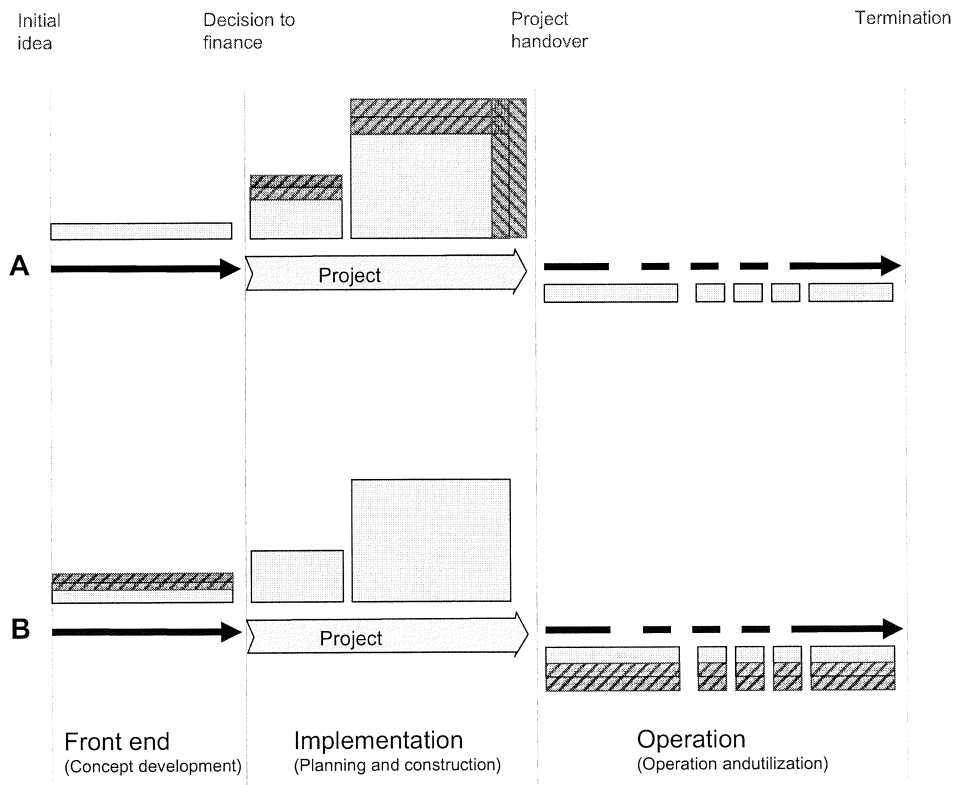 Initial
idea
Decision to
finance
Project
handover
Termination
A
Project
B
Project
Front end
(Concept development)
Implementation
(Planning and construction)
Operation
(Operation andutilization)